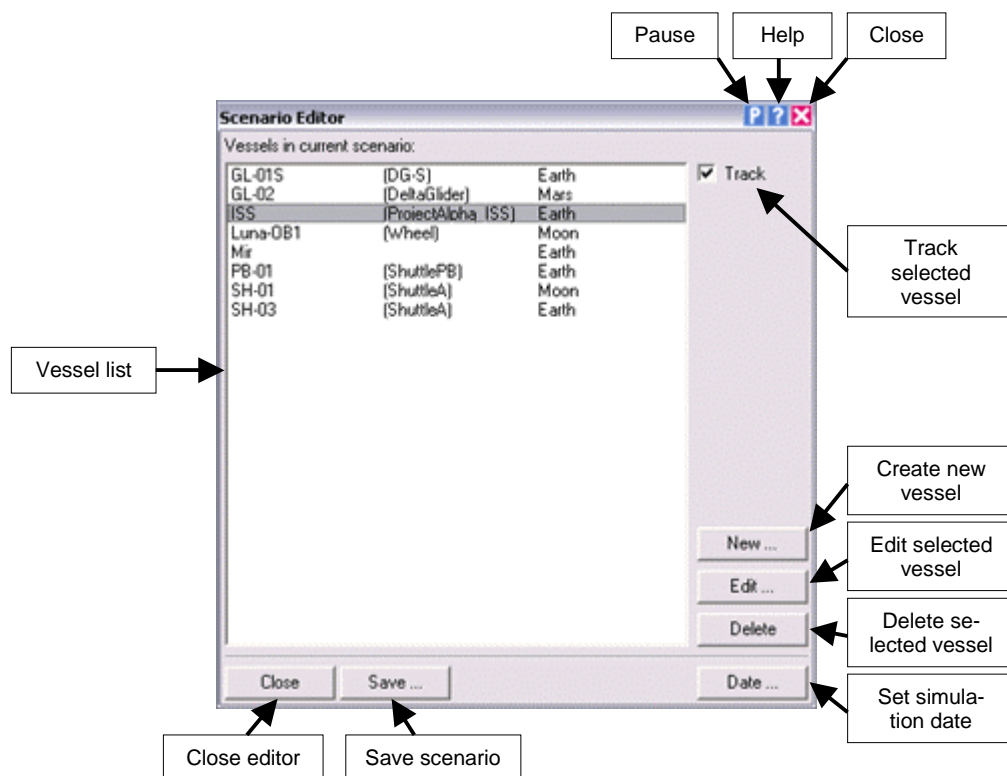 Pause
Help
Close
Scenario Editor
P ? X
Vessels in current scenario:
GL-01S (DG-S) Earth
GL-02 (DeltaGlider) Mars
ISS (ProjectAlpha_ISS) Earth
Luna-OB1 (Wheel) Moon
Mir Earth
PB-01 (ShuttlePB) Earth
SH-01 (ShuttleA) Moon
SH-03 (ShuttleA) Earth
Track
Track
selected
vessel
Vessel list
Create new
vessel
New ...
Edit selected
vessel
Edit ...
Delete se-
lected vessel
Delete
Close
Save ...
Date ...
Set simula-
tion date
Close editor
Save scenario